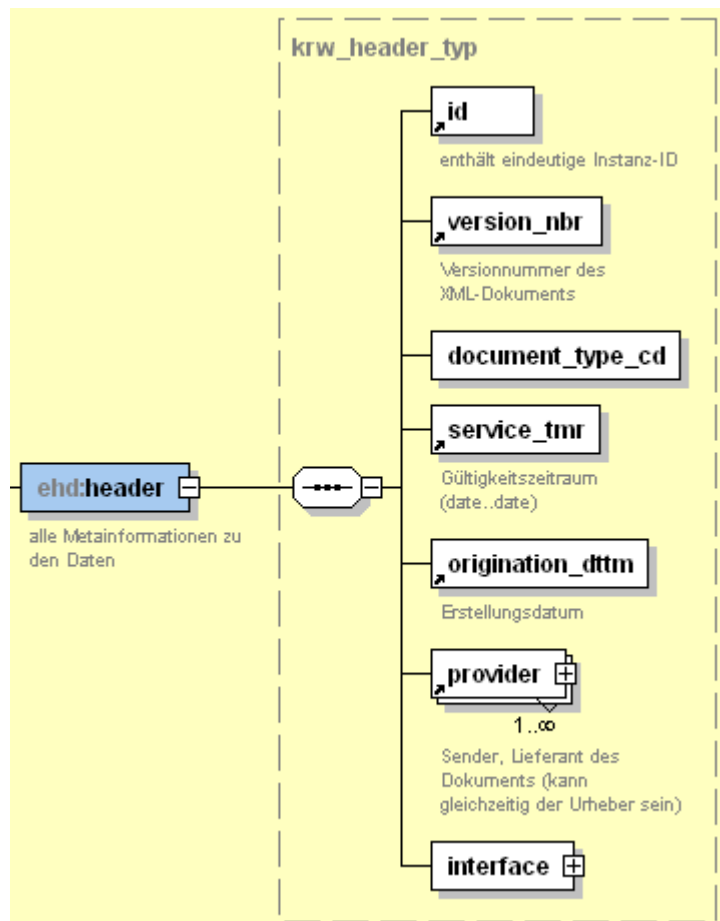 krw_header_typ
id
enthält eindeutige Instanz-ID
version_nbr
Versionnummer des
XML-Dokuments
document_type_cd
service_tmr
Gültigkeitszeitraum
(date..date)
ehd:header
alle Metainformationen zu
den Daten
origination_dttm
Erstellungsdatum
provider
1..∞
Sender, Lieferant des
Dokuments (kann
gleichzeitig der Urheber sein)
interface